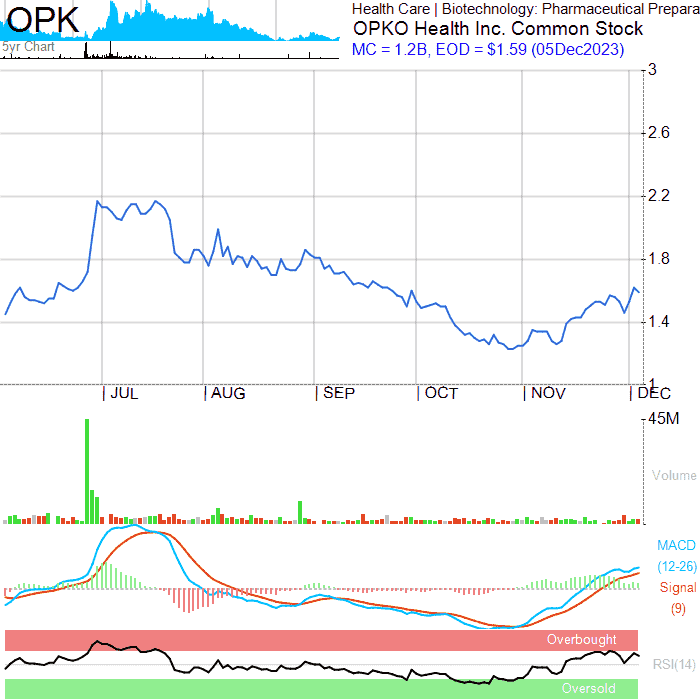 OPK
5yr Chart
Health Care | Biotechnology: Pharmaceutical Prepara
OPKO Health Inc. Common Stock
MC = 1.2B, EOD = $1.59 (05Dec2023)
3
2.6
2.2
1.8
1.4
1
JUL AUG SEP OCT NOV DEC
45M
Volume
MACD
(12-26)
Signal
(9)
Overbought
RSI(14)
Oversold